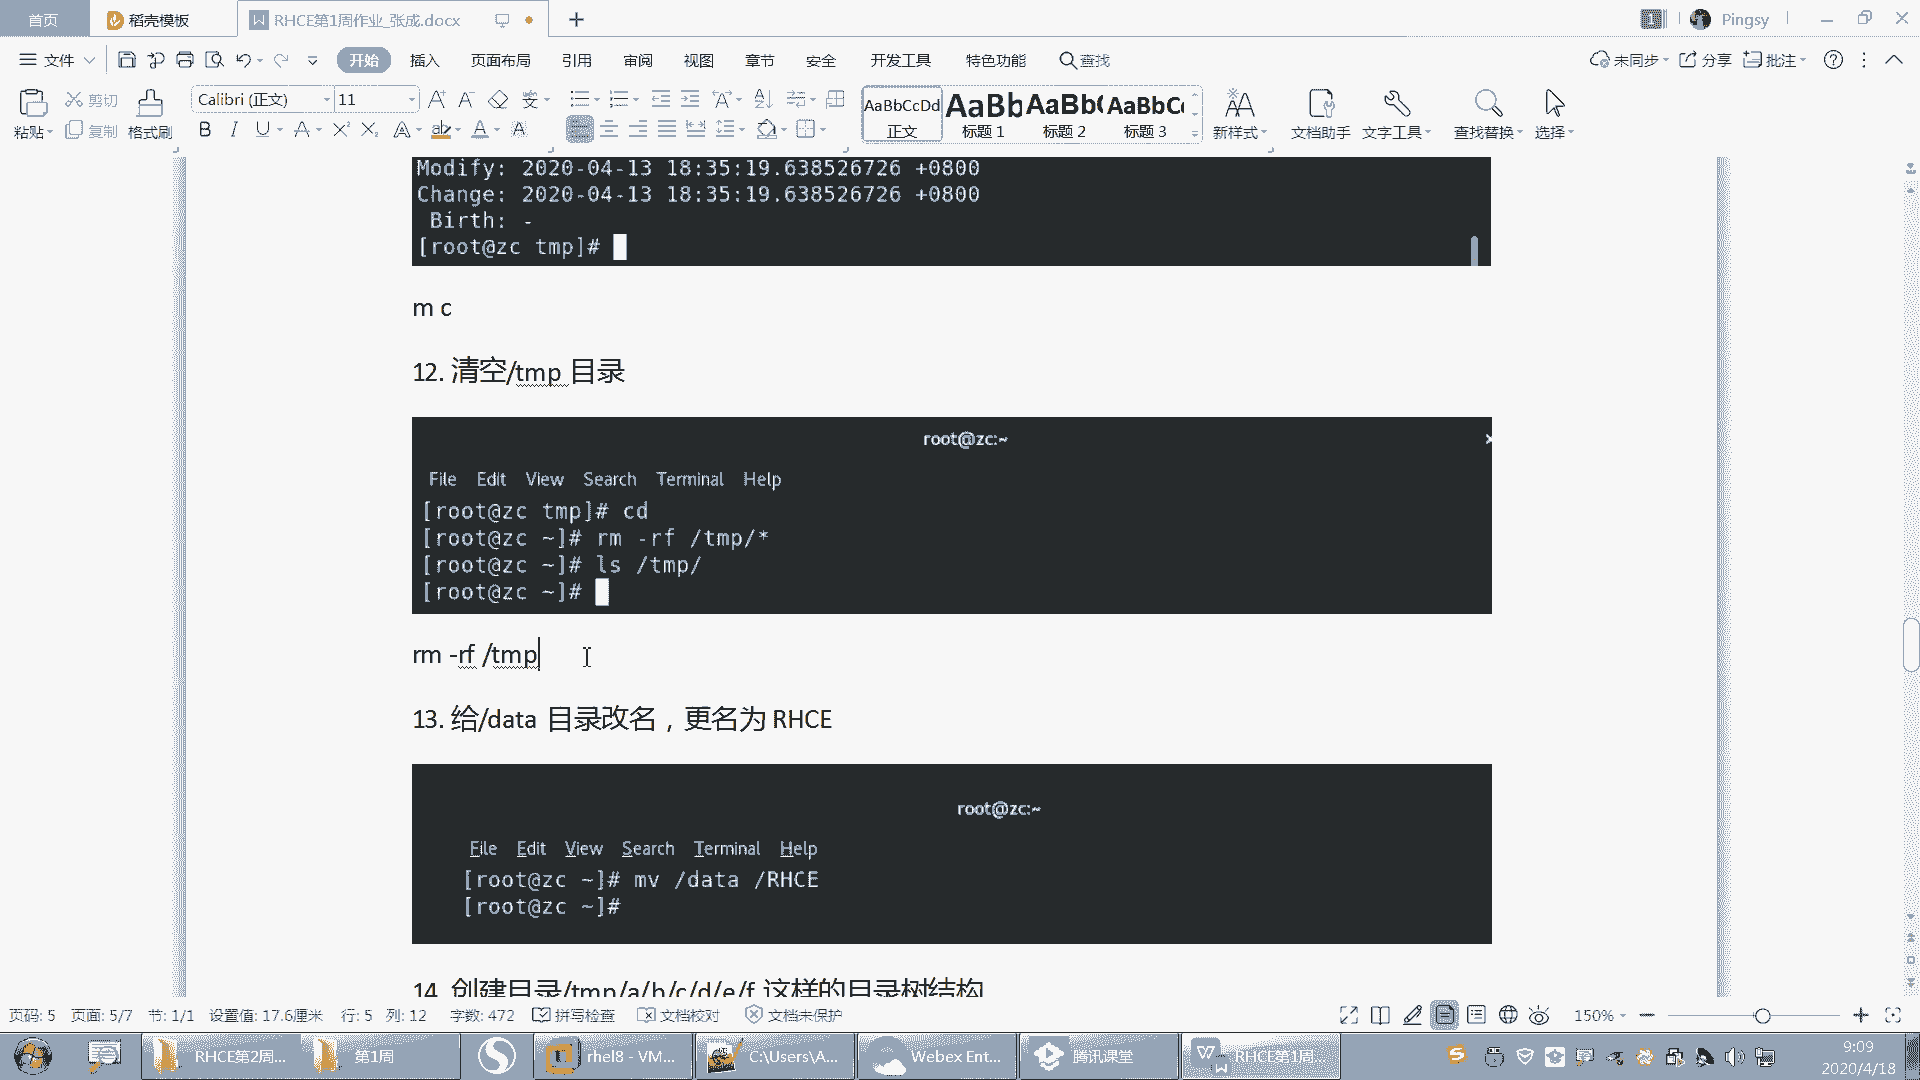 首页 稻壳模板 RHCE第1周作业_张成.docx Pingsy
文件 开始 插入 页面布局 引用 审阅 视图 章节 安全 开发工具 特色功能 查找 未同步 分享 批注
粘贴 剪切 复制 格式刷 Calibri (正文) 11 AaBbCcDd 正文 AaBb 标题 1 AaBb( 标题 2 AaBbC 标题 3 新样式 文档助手 文字工具 查找替换 选择
Modify: 2020-04-13 18:35:19.638526726 +0800
Change: 2020-04-13 18:35:19.638526726 +0800
Birth: -
[root@zc tmp]#
m c
12. 清空/tmp 目录
root@zc:~
File Edit View Search Terminal Help
[root@zc tmp]# cd
[root@zc ~]# rm -rf /tmp/*
[root@zc ~]# ls /tmp/
[root@zc ~]#
rm -rf /tmp
13. 给/data 目录改名，更名为 RHCE
root@zc:~
File Edit View Search Terminal Help
[root@zc ~]# mv /data /RHCE
[root@zc ~]#
14. 创建目录/tmp/a/b/c/d/e/f 这样的目录树结构
页码: 5 页面: 5/7 节: 1/1 设置值: 17.6厘米 行: 5 列: 12 字数: 472 拼写检查 文档校对 文档未保护 150%
RHCE第2周... 第1周 rhel8 - VM... C:\Users\A... Webex Ent... 腾讯课堂 RHCE第1周... 9:09
2020/4/18